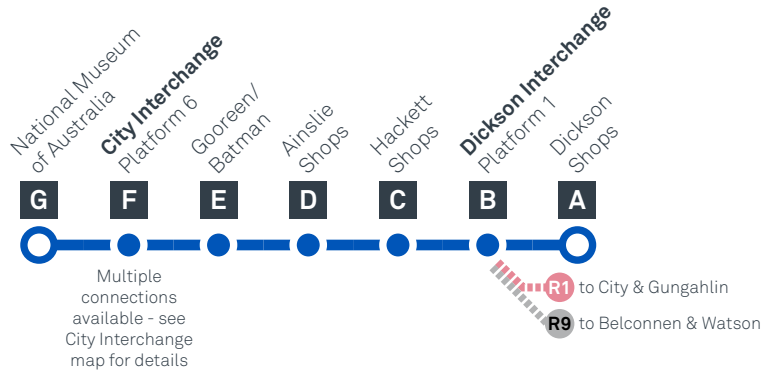 National Museum
of Australia
City Interchange
Platform 6
Gooreen/
Batman
Ainslie
Shops
Hackett
Shops
Dickson Interchange
Platform 1
Dickson
Shops
G
F
E
D
C
B
A
Multiple
connections
available - see
City Interchange
map for details
R1 to City & Gungahlin
R9 to Belconnen & Watson